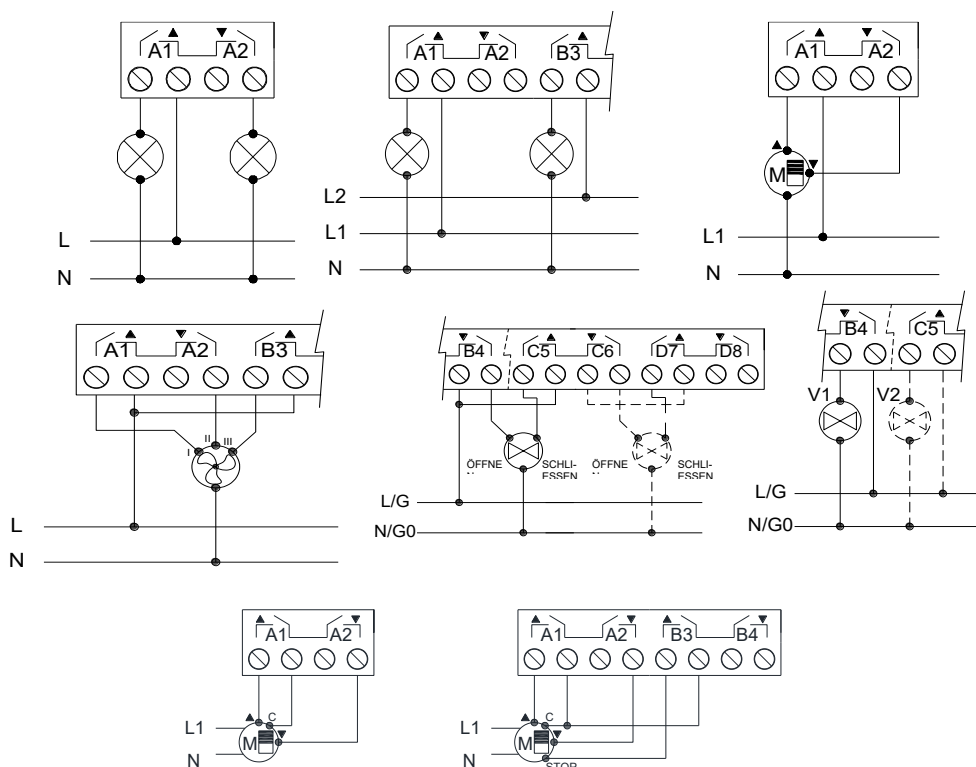 A1 A2
L
N
A1 A2 B3
L2
L1
N
A1 A2
M
L1
N
A1 A2 B3
I II III
L
N
B4 C5 C6 D7 D8
ÖFFNE
N
SCHLI-
ESSEN
ÖFFNE
N
SCHLI-
ESSEN
L/G
N/G0
B4 C5
V1 V2
L/G
N/G0
A1 A2
C
L1
M
N
A1 A2 B3 B4
C
L1
M
N
STOP